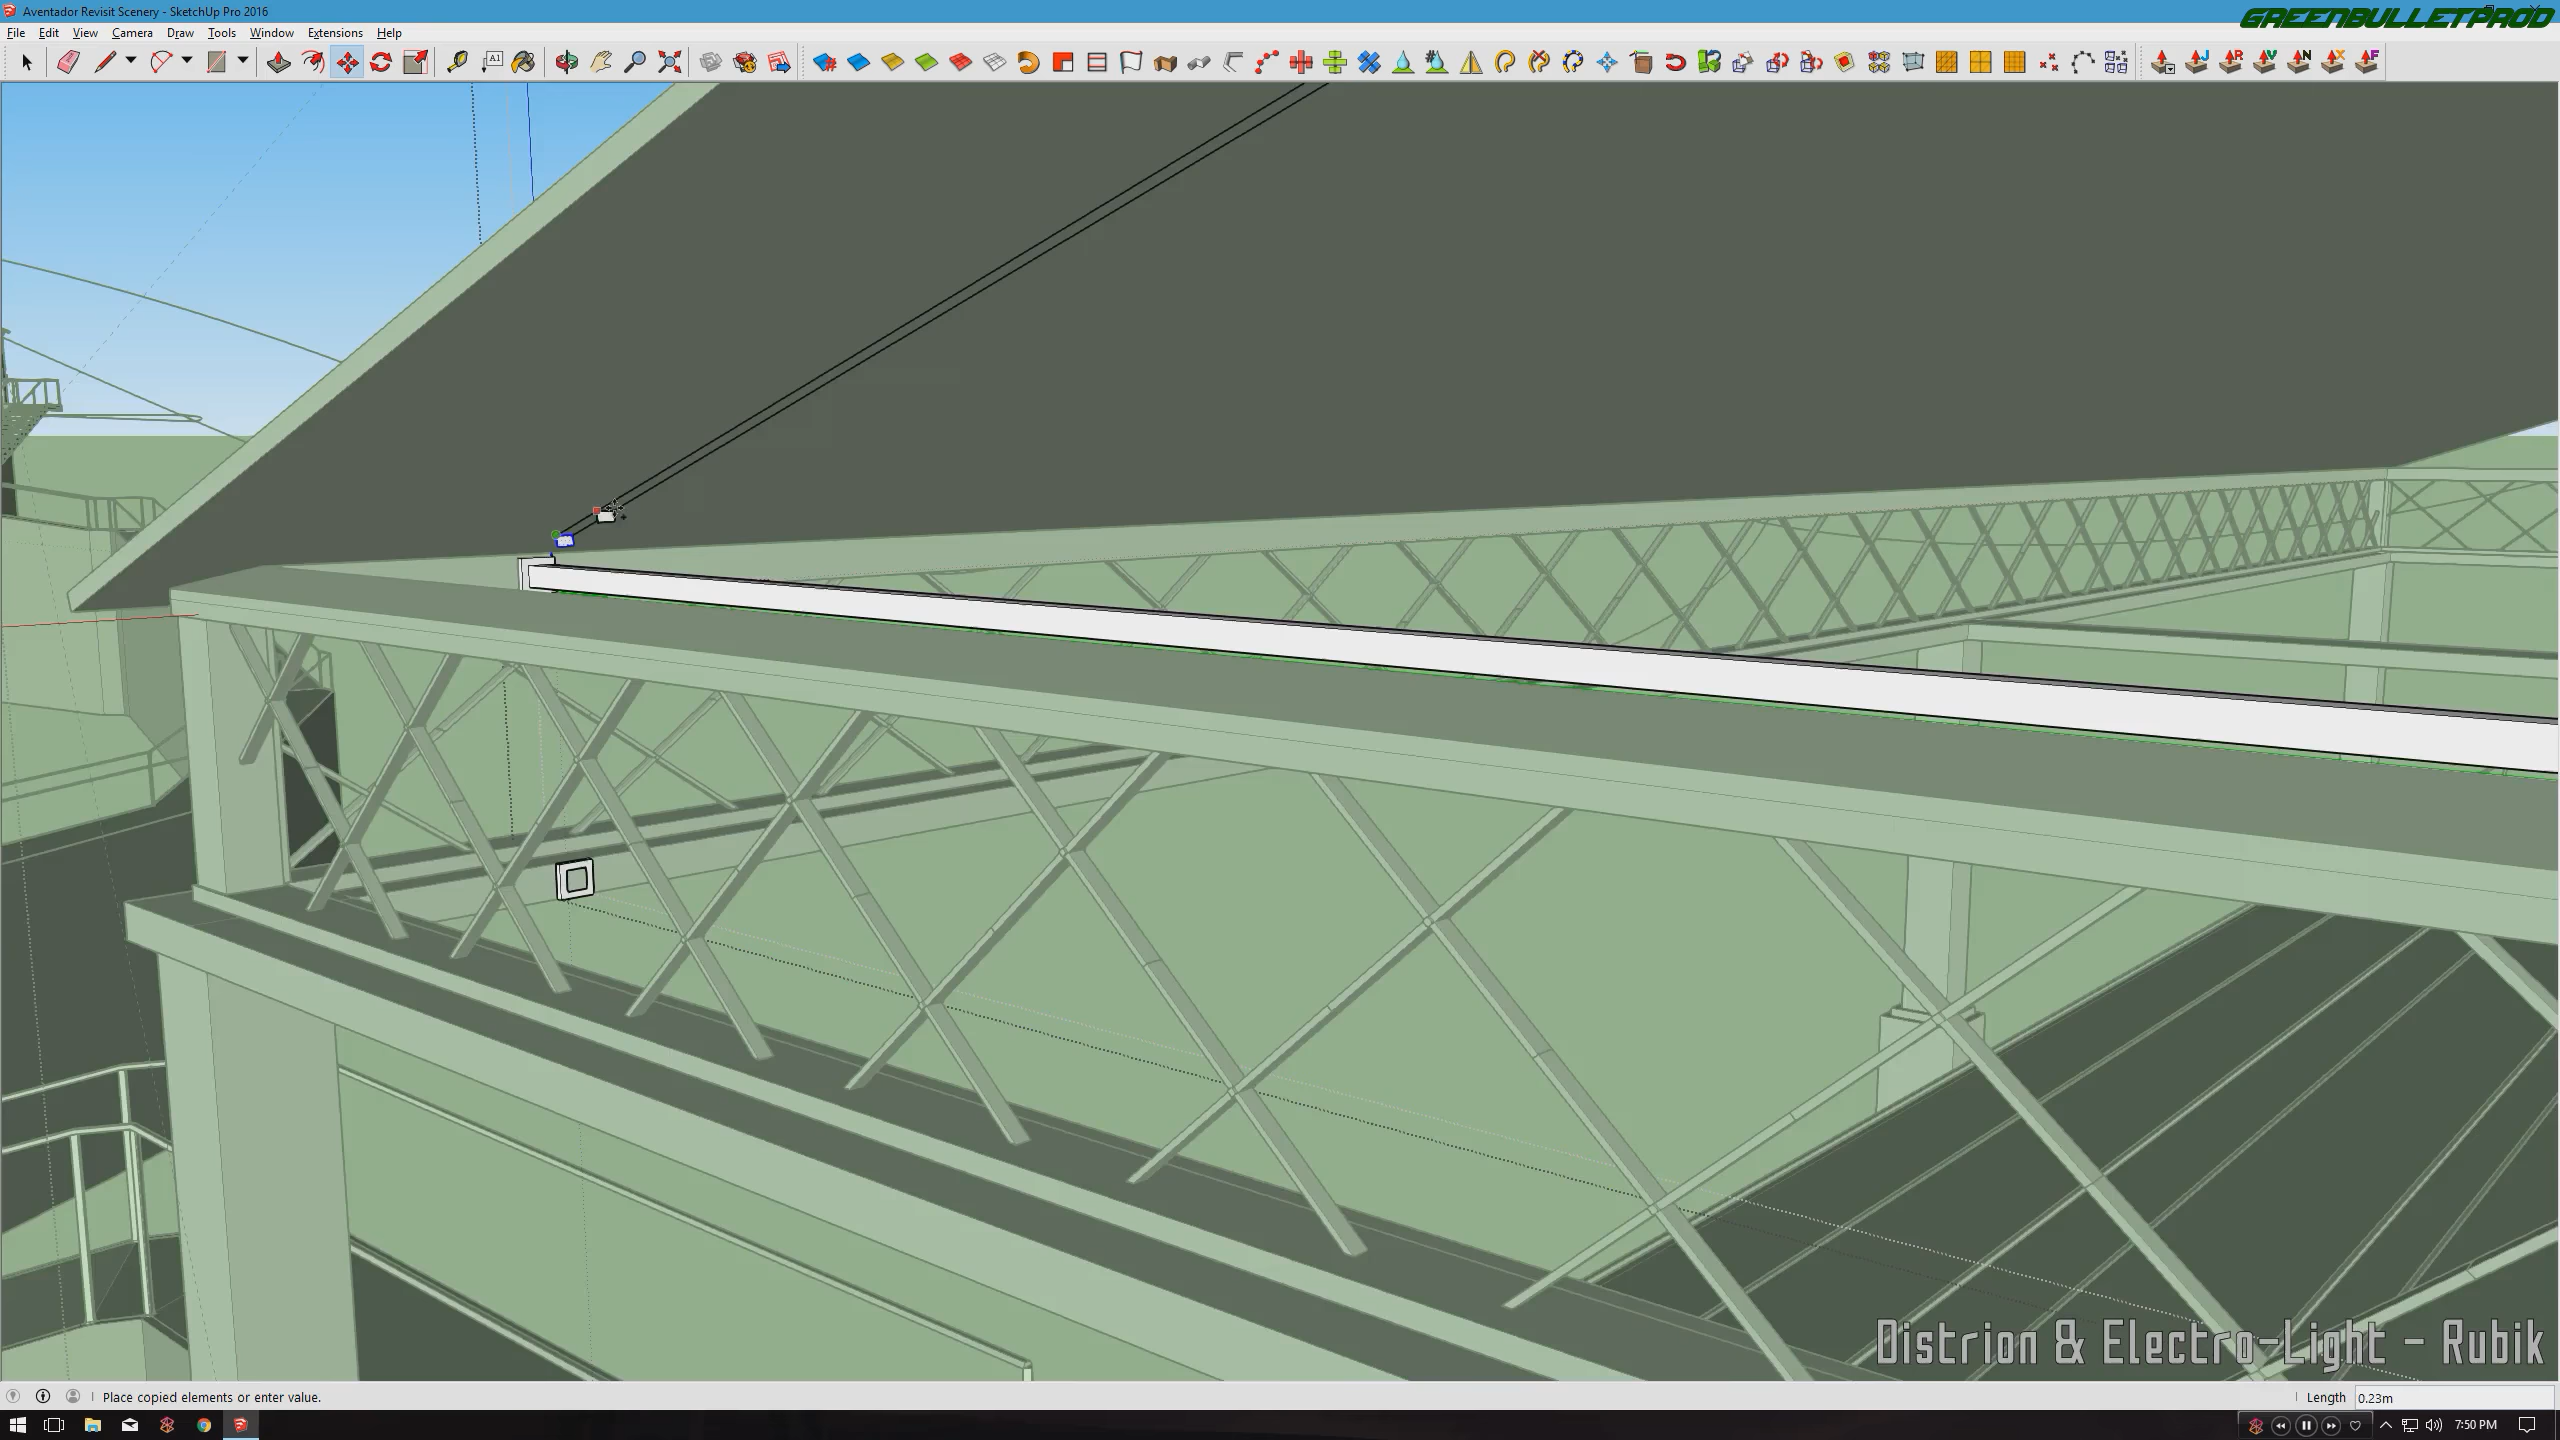 Aventador Revisit Scenery - SketchUp Pro 2016
GREENBULLETPROD
File Edit View Camera Draw Tools Window Extensions Help
A1
J R V N X F
Distrion & Electro-Light - Rubik
Place copied elements or enter value.
Length 0.23m
7:50 PM